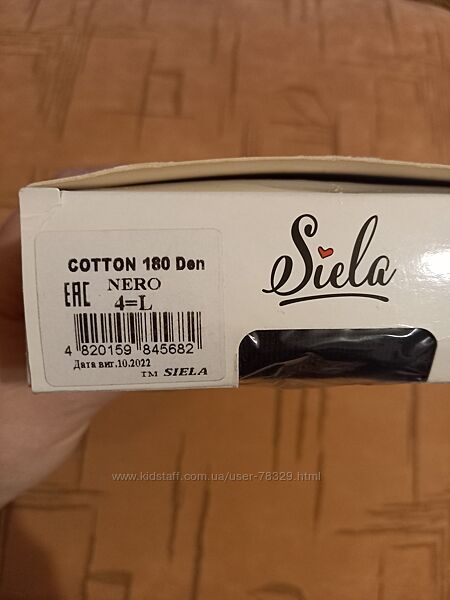 COTTON 180 Den
EAC NERO
4=L
4 820159 845682
Дата виг.10.2022
TM SIELA
Siela
www.kidstaff.com.ua/user-78329.html